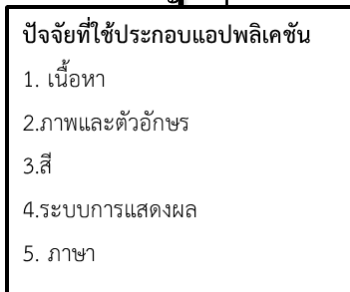 ปัจจัยที่ใช้ประกอบแอปพลิเคชัน
1. เนื้อหา
2.ภาพและตัวอักษร
3.สี
4.ระบบการแสดงผล
5. ภาษา